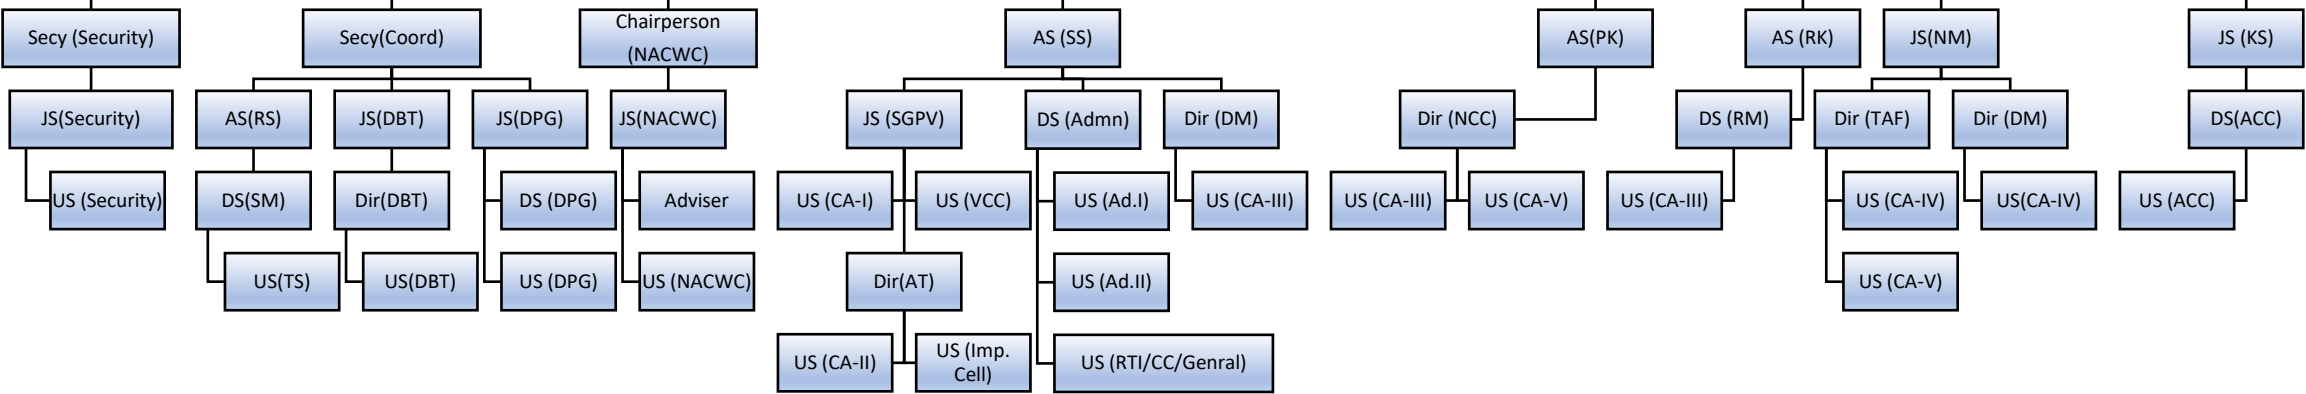 Secy (Security)
Secy(Coord)
Chairperson
(NACWC)
AS (SS)
AS(PK)
AS (RK)
JS(NM)
JS (KS)
JS(Security)
AS(RS)
JS(DBT)
JS(DPG)
JS(NACWC)
JS (SGPV)
DS (Admn)
Dir (DM)
Dir (NCC)
DS (RM)
Dir (TAF)
Dir (DM)
DS(ACC)
US (Security)
DS(SM)
Dir(DBT)
DS (DPG)
Adviser
US (CA-I)
US (VCC)
US (Ad.I)
US (CA-III)
US (CA-III)
US (CA-V)
US (CA-III)
US (CA-IV)
US(CA-IV)
US (ACC)
US(TS)
US(DBT)
US (DPG)
US (NACWC)
Dir(AT)
US (Ad.II)
US (CA-V)
US (CA-II)
US (Imp.
Cell)
US (RTI/CC/Genral)